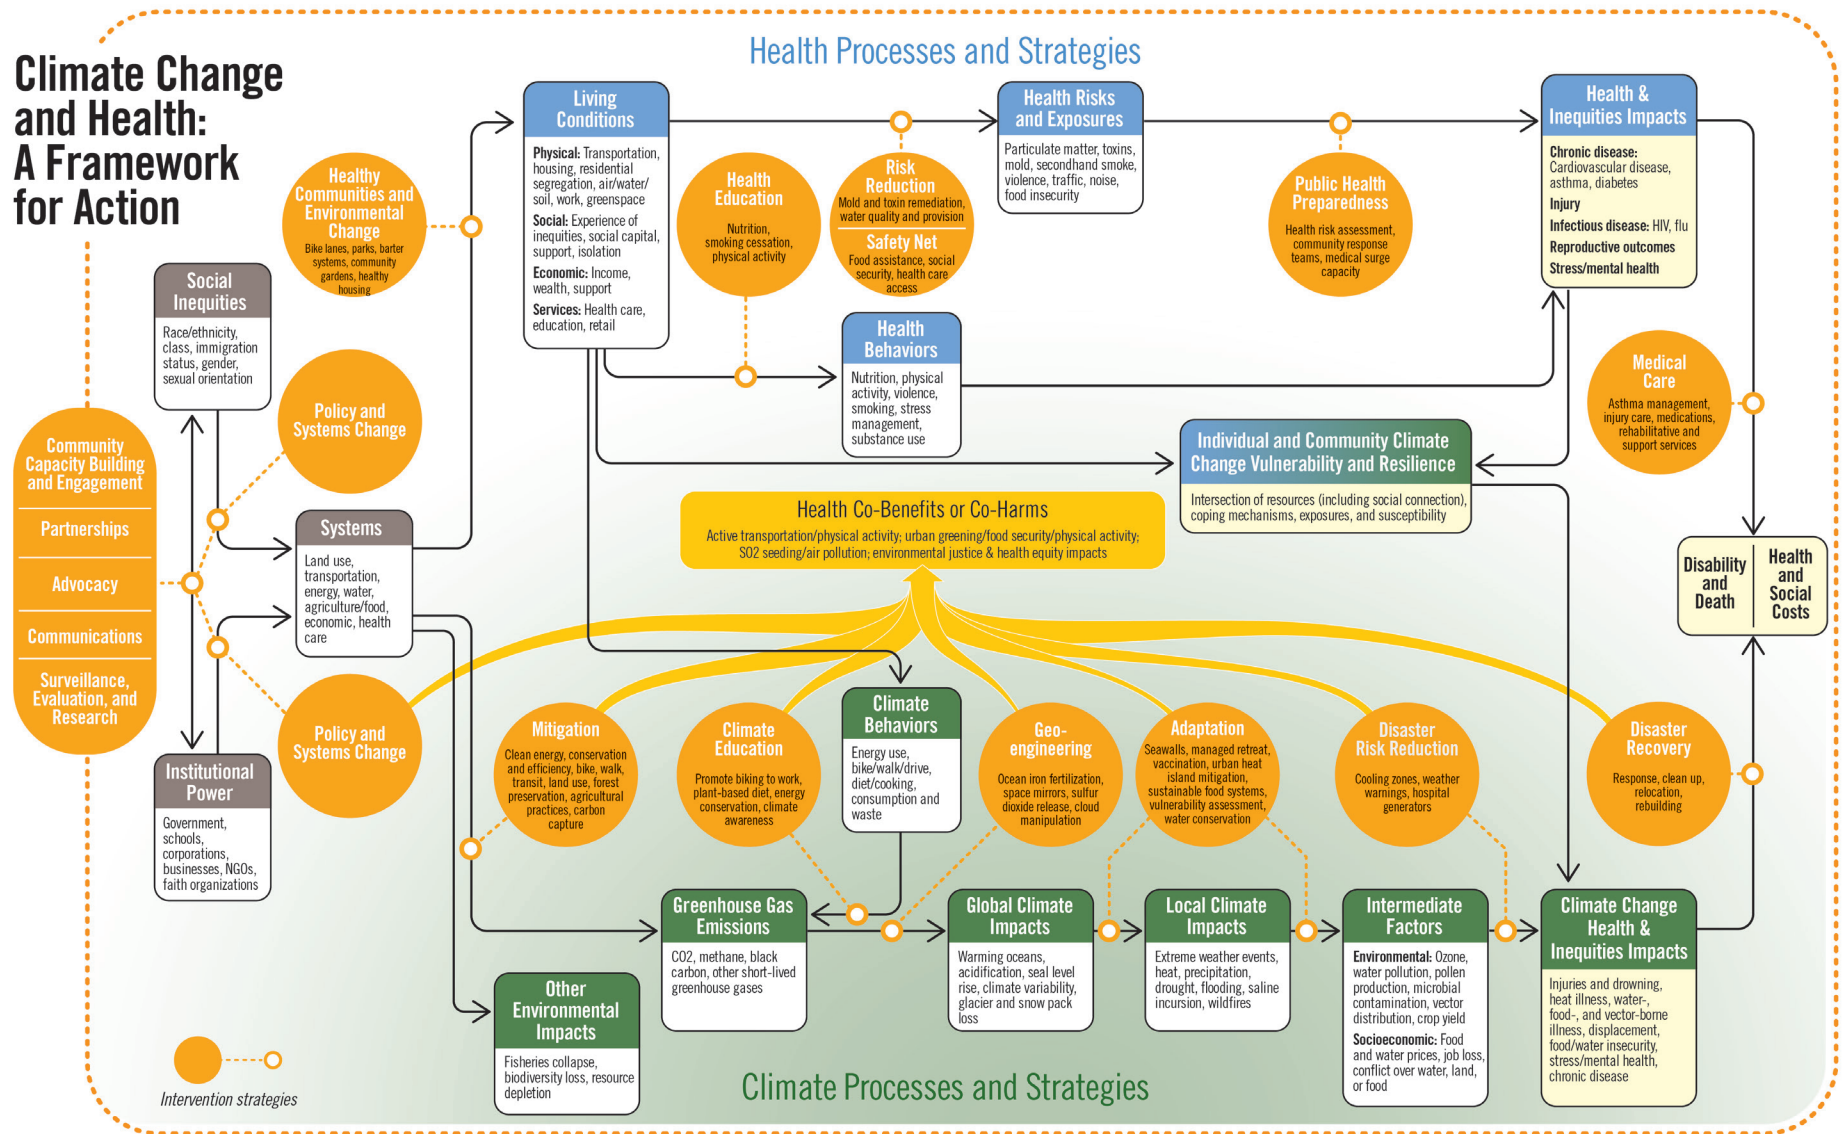 Climate Change
and Health:
A Framework
for Action
Health Processes and Strategies
Community
Capacity Building
and Engagement
Partnerships
Advocacy
Communications
Surveillance,
Evaluation, and
Research
Social
Inequities
Race/ethnicity,
class, immigration
status, gender,
sexual orientation
Institutional
Power
Government,
schools,
corporations,
businesses, NGOs,
faith organizations
Healthy
Communities and
Environmental
Change
Bike lanes, parks, barter
systems, community
gardens, healthy
housing
Policy and
Systems Change
Systems
Land use,
transportation,
energy, water,
agriculture/food,
economic, health
care
Policy and
Systems Change
Living
Conditions
Physical: Transportation,
housing, residential
segregation, air/water/
soil, work, greenspace
Social: Experience of
inequities, social capital,
support, isolation
Economic: Income,
wealth, support
Services: Health care,
education, retail
Health
Education
Nutrition,
smoking cessation,
physical activity
Risk
Reduction
Mold and toxin remediation,
water quality and provision
Safety Net
Food assistance, social
security, health care
access
Health Risks
and Exposures
Particulate matter, toxins,
mold, secondhand smoke,
violence, traffic, noise,
food insecurity
Health
Behaviors
Nutrition, physical
activity, violence,
smoking, stress
management,
substance use
Public Health
Preparedness
Health risk assessment,
community response
teams, medical surge
capacity
Health &
Inequities Impacts
Chronic disease:
Cardiovascular disease,
asthma, diabetes
Injury
Infectious disease: HIV, flu
Reproductive outcomes
Stress/mental health
Medical
Care
Asthma management,
injury care, medications,
rehabilitative and
support services
Individual and Community Climate
Change Vulnerability and Resilience
Intersection of resources (including social connection),
coping mechanisms, exposures, and susceptibility
Health Co-Benefits or Co-Harms
Active transportation/physical activity; urban greening/food security/physical activity;
SO2 seeding/air pollution; environmental justice & health equity impacts
Disability
and
Death
Health
and
Social
Costs
Mitigation
Clean energy, conservation
and efficiency, bike, walk,
transit, land use, forest
preservation, agricultural
practices, carbon
capture
Climate
Education
Promote biking to work,
plant-based diet, energy
conservation, climate
awareness
Climate
Behaviors
Energy use,
bike/walk/drive,
diet/cooking,
consumption and
waste
Geo-
engineering
Ocean iron fertilization,
space mirrors, sulfur
dioxide release, cloud
manipulation
Adaptation
Seawalls, managed retreat,
vaccination, urban heat
island mitigation,
sustainable food systems,
vulnerability assessment,
water conservation
Disaster
Risk Reduction
Cooling zones, weather
warnings, hospital
generators
Disaster
Recovery
Response, clean up,
relocation,
rebuilding
Greenhouse Gas
Emissions
CO2, methane, black
carbon, other short-lived
greenhouse gases
Other
Environmental
Impacts
Fisheries collapse,
biodiversity loss, resource
depletion
Global Climate
Impacts
Warming oceans,
acidification, seal level
rise, climate variability,
glacier and snow pack
loss
Local Climate
Impacts
Extreme weather events,
heat, precipitation,
drought, flooding, saline
incursion, wildfires
Intermediate
Factors
Environmental: Ozone,
water pollution, pollen
production, microbial
contamination, vector
distribution, crop yield
Socioeconomic: Food
and water prices, job loss,
conflict over water, land,
or food
Climate Change
Health &
Inequities Impacts
Injuries and drowning,
heat illness, water-,
food-, and vector-borne
illness, displacement,
food/water insecurity,
stress/mental health,
chronic disease
Intervention strategies
Climate Processes and Strategies